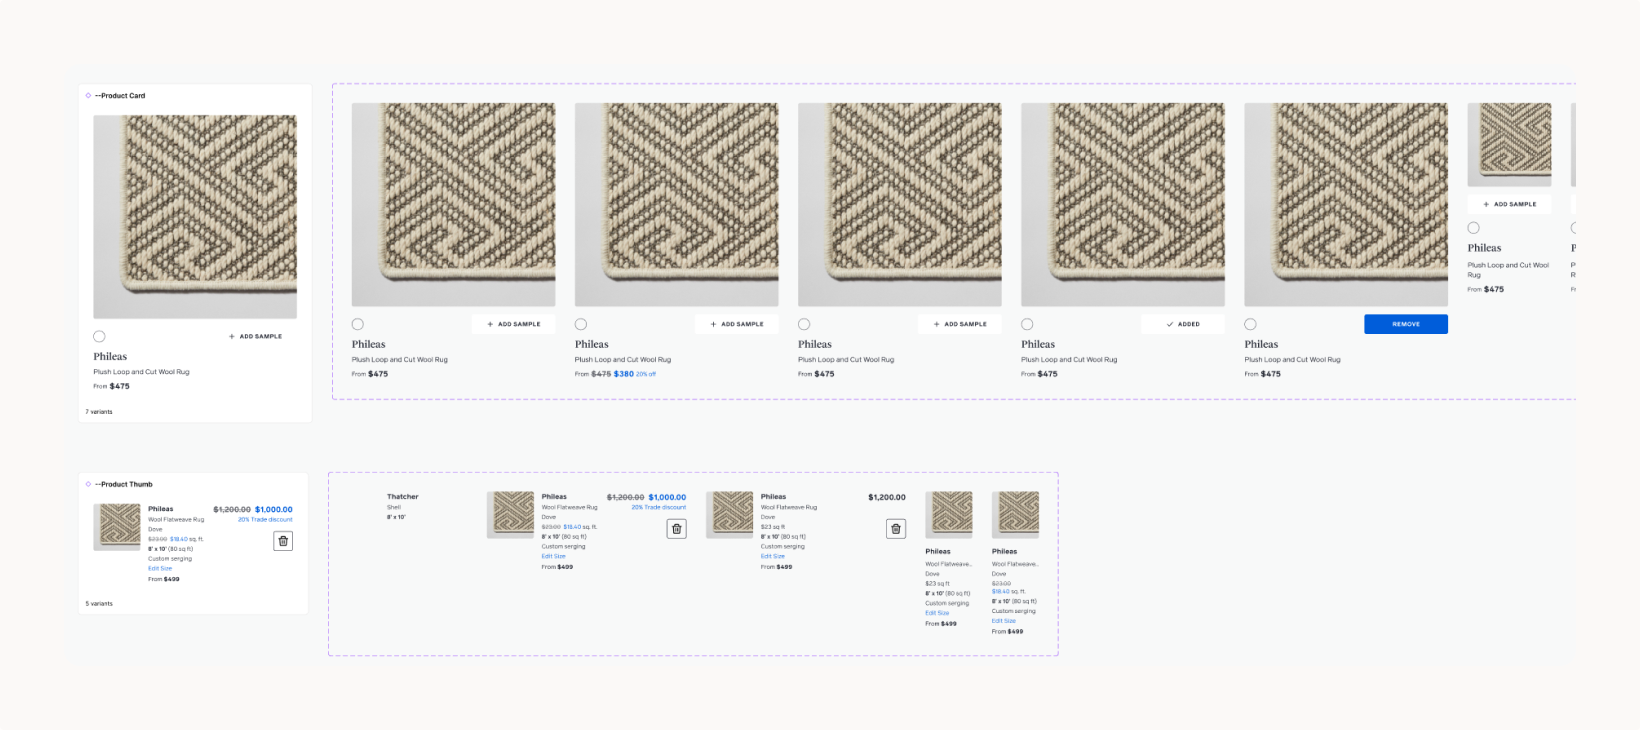 --Product Card
+ ADD SAMPLE
Phileas
Plush Loop and Cut Wool Rug
From $475
7 variants
+ ADD SAMPLE
Phileas
Plush Loop and Cut Wool Rug
From $475
+ ADD SAMPLE
Phileas
Plush Loop and Cut Wool Rug
From $475 $380 20% off
+ ADD SAMPLE
Phileas
Plush Loop and Cut Wool Rug
From $475
ADDED
Phileas
Plush Loop and Cut Wool Rug
From $475
REMOVE
Phileas
Plush Loop and Cut Wool Rug
From $475
+ ADD SAMPLE
Phileas
Plush Loop and Cut Wool
Rug
From $475
--Product Thumb
Phileas $1,200.00 $1,000.00
Wool Flatweave Rug 20% Trade discount
Dove
$23.00 $18.40 sq. ft.
8' x 10' (80 sq ft)
Custom serging
Edit Size
From $499
5 variants
Thatcher
Shell
8' x 10'
Phileas $1,200.00 $1,000.00
Wool Flatweave Rug 20% Trade discount
Dove
$23.00 $18.40 sq. ft.
8' x 10' (80 sq ft)
Custom serging
Edit Size
From $499
Phileas $1,200.00
Wool Flatweave Rug
Dove
$23 sq ft
8' x 10' (80 sq ft)
Custom serging
Edit Size
From $499
Phileas
Wool Flatweave..
Dove
$23 sq ft
8' x 10' (80 sq ft)
Custom serging
Edit Size
From $499
Phileas
Wool Flatweave..
Dove
$23.00
$18.40 sq. ft.
8' x 10' (80 sq ft)
Custom serging
Edit Size
From $499